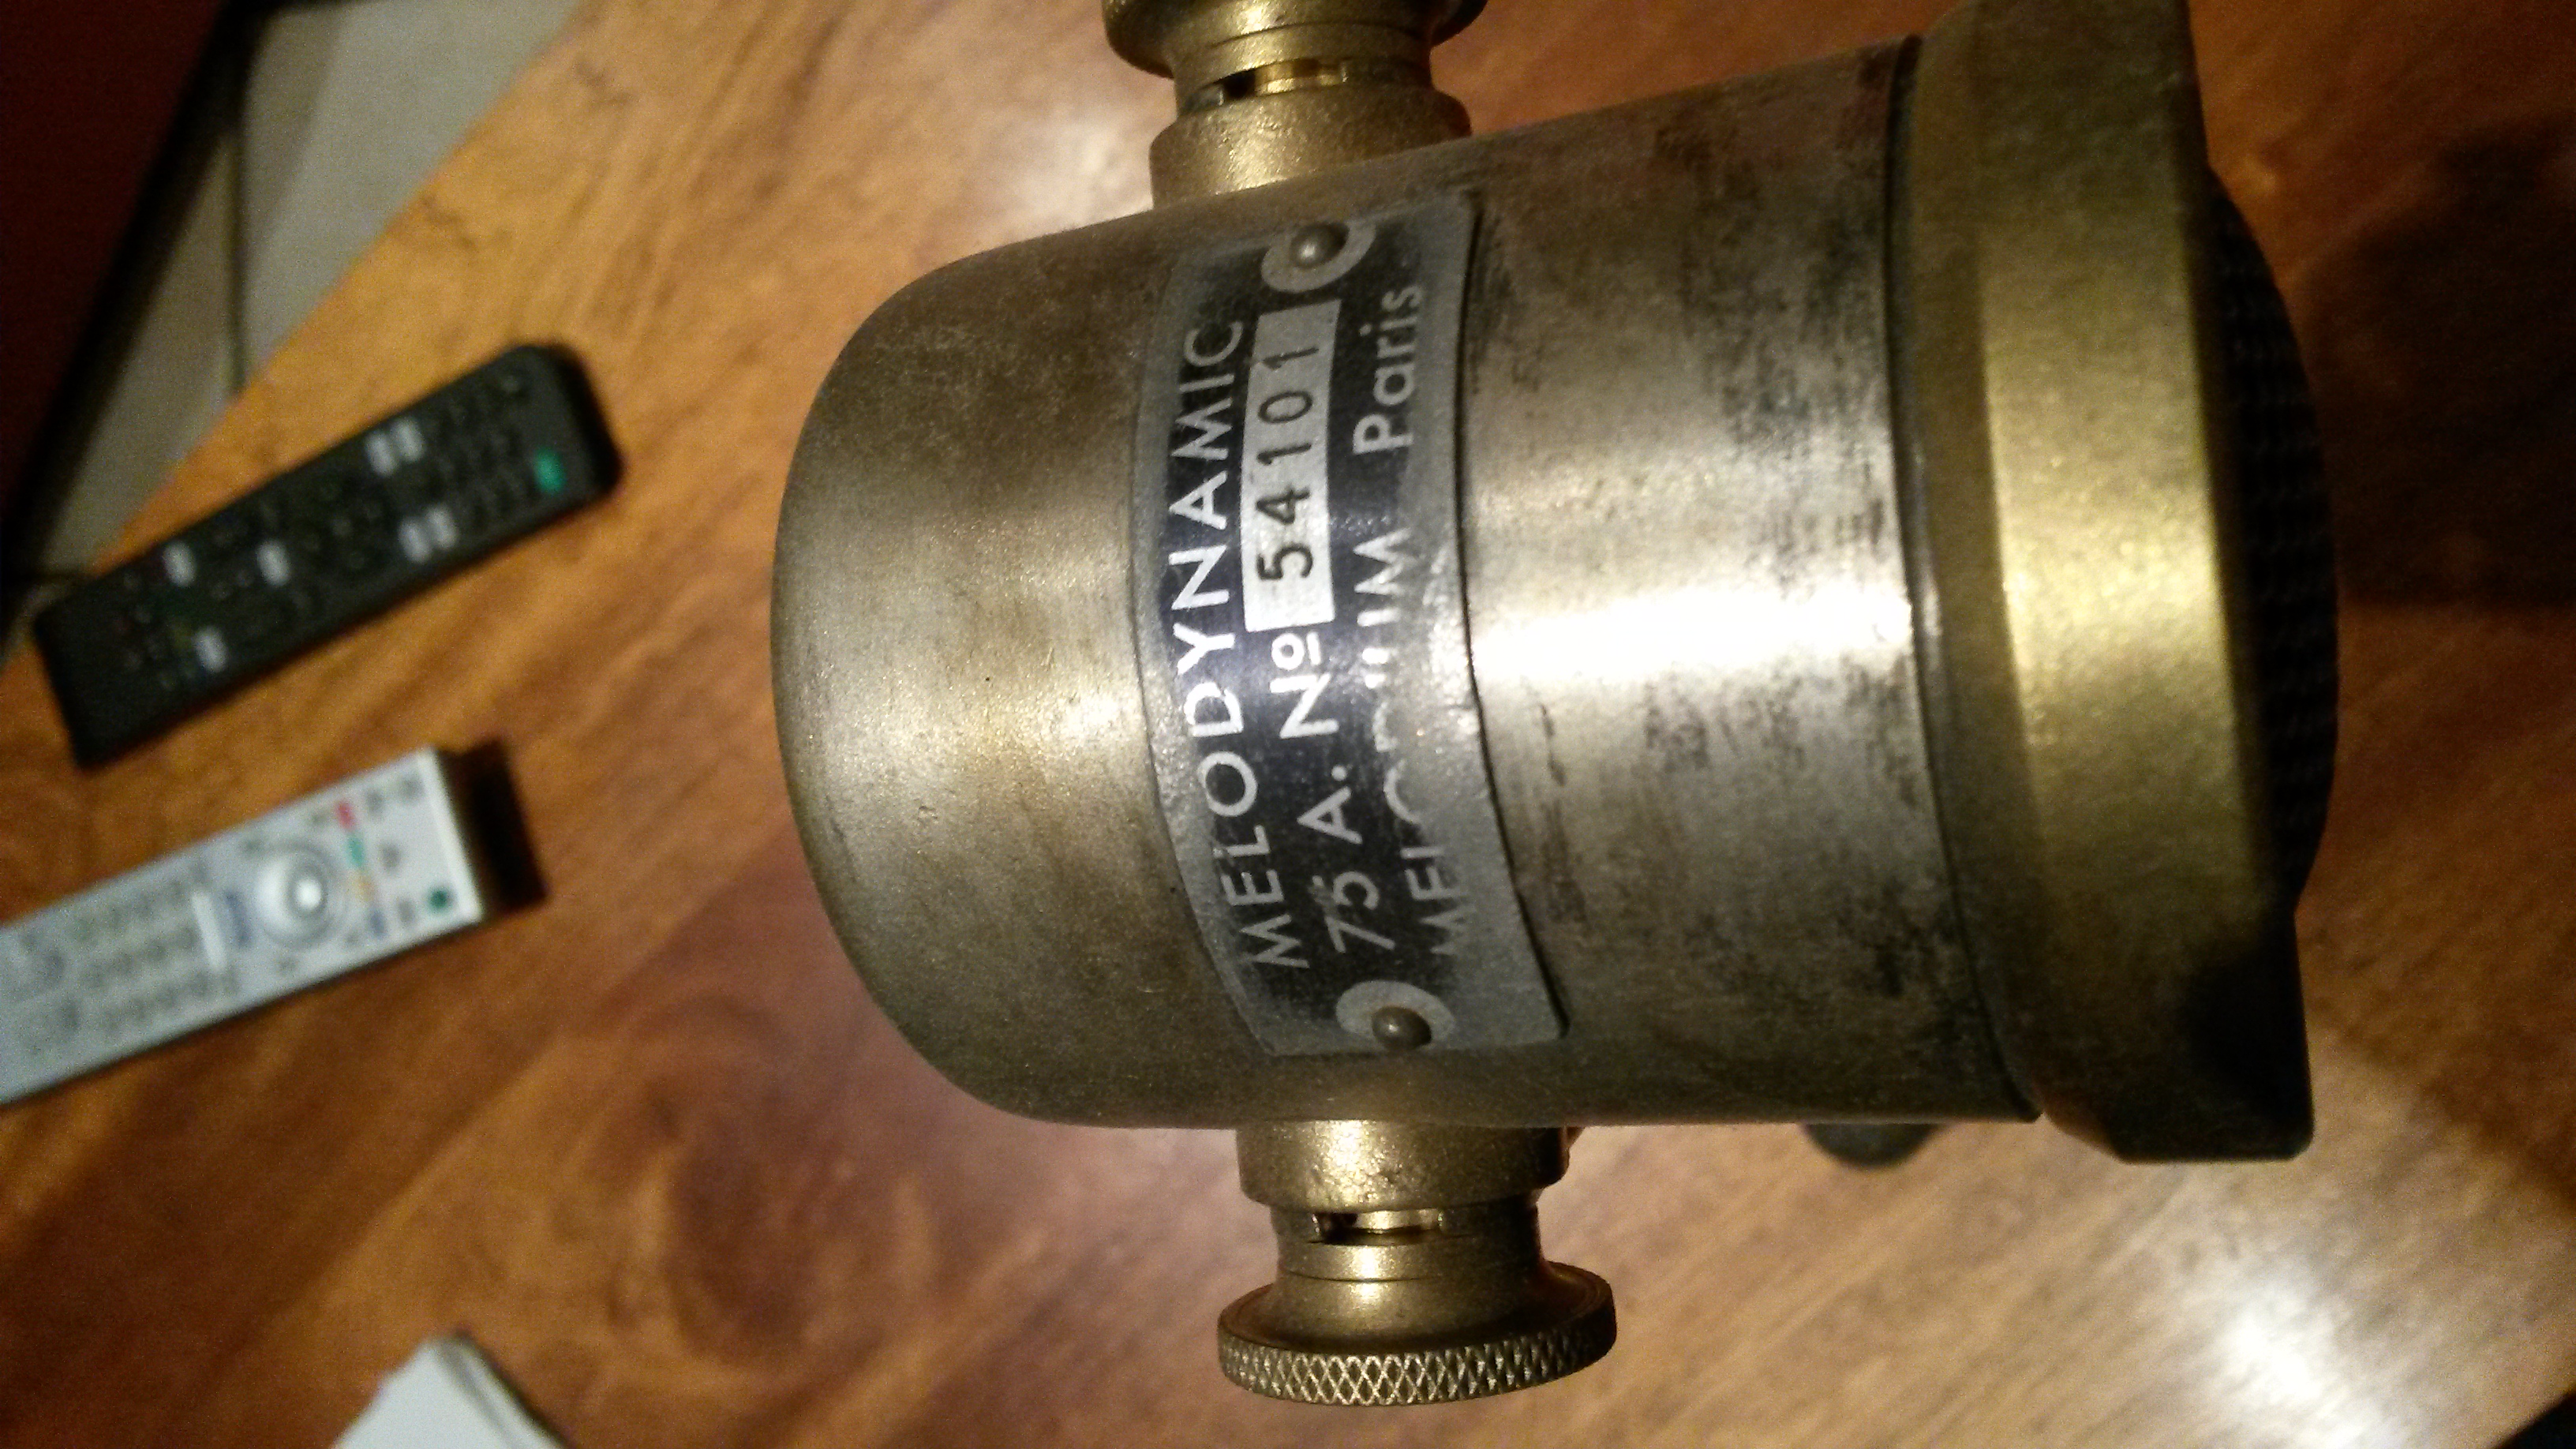 MELODYNAMIC
75 A. Nº 54101
Paris